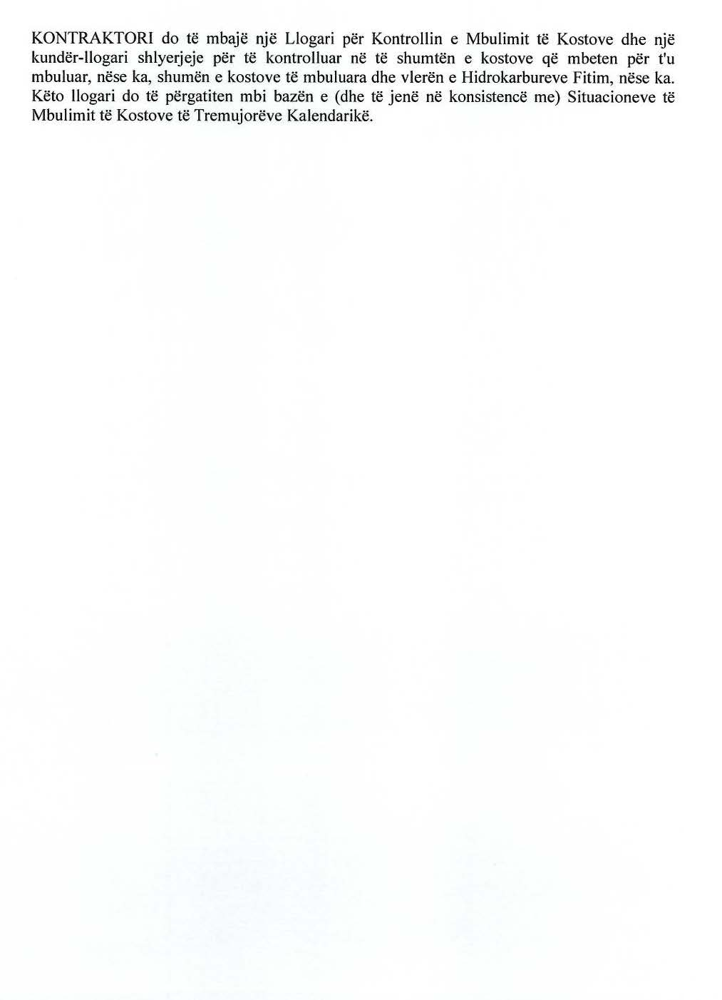 KONTRAKTORI do të mbajë një Llogari për Kontrollin e Mbulimit të Kostove dhe një
kundër-llogari shlyerjeje për të kontrolluar në të shumtën e kostove që mbeten për t'u
mbuluar, nëse ka, shumën e kostove të mbuluara dhe vlerën e Hidrokarbureve Fitim, nëse ka.
Këto llogari do të përgatiten mbi bazën e (dhe të jenë në konsistencë me) Situacioneve të
Mbulimit të Kostove të Tremujorëve Kalendarikë.